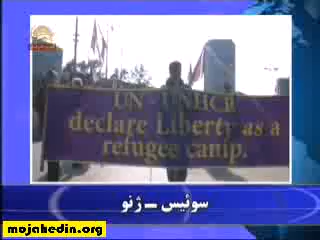 UN - UNHCR
declare Liberty as a
refugee camp.
سوئیس – ژنو
mojahedin.org